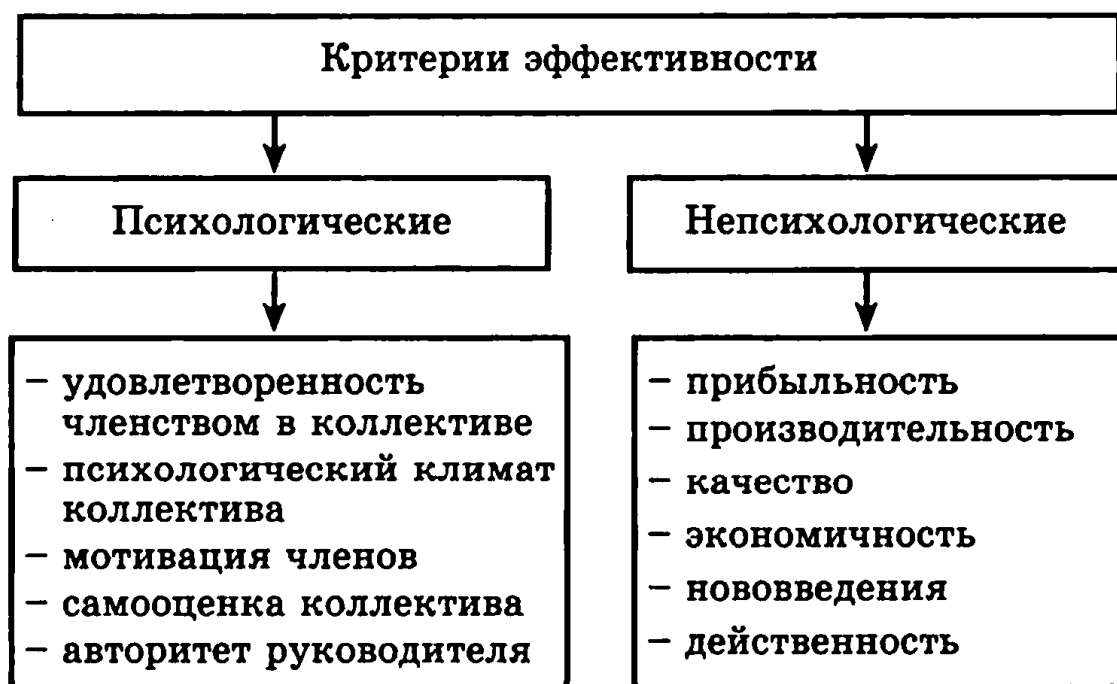 Критерии эффективности
Психологические
Непсихологические
– удовлетворенность
членством в коллективе
– психологический климат
коллектива
– мотивация членов
– самооценка коллектива
– авторитет руководителя
– прибыльность
– производительность
– качество
– экономичность
– нововведения
– действенность